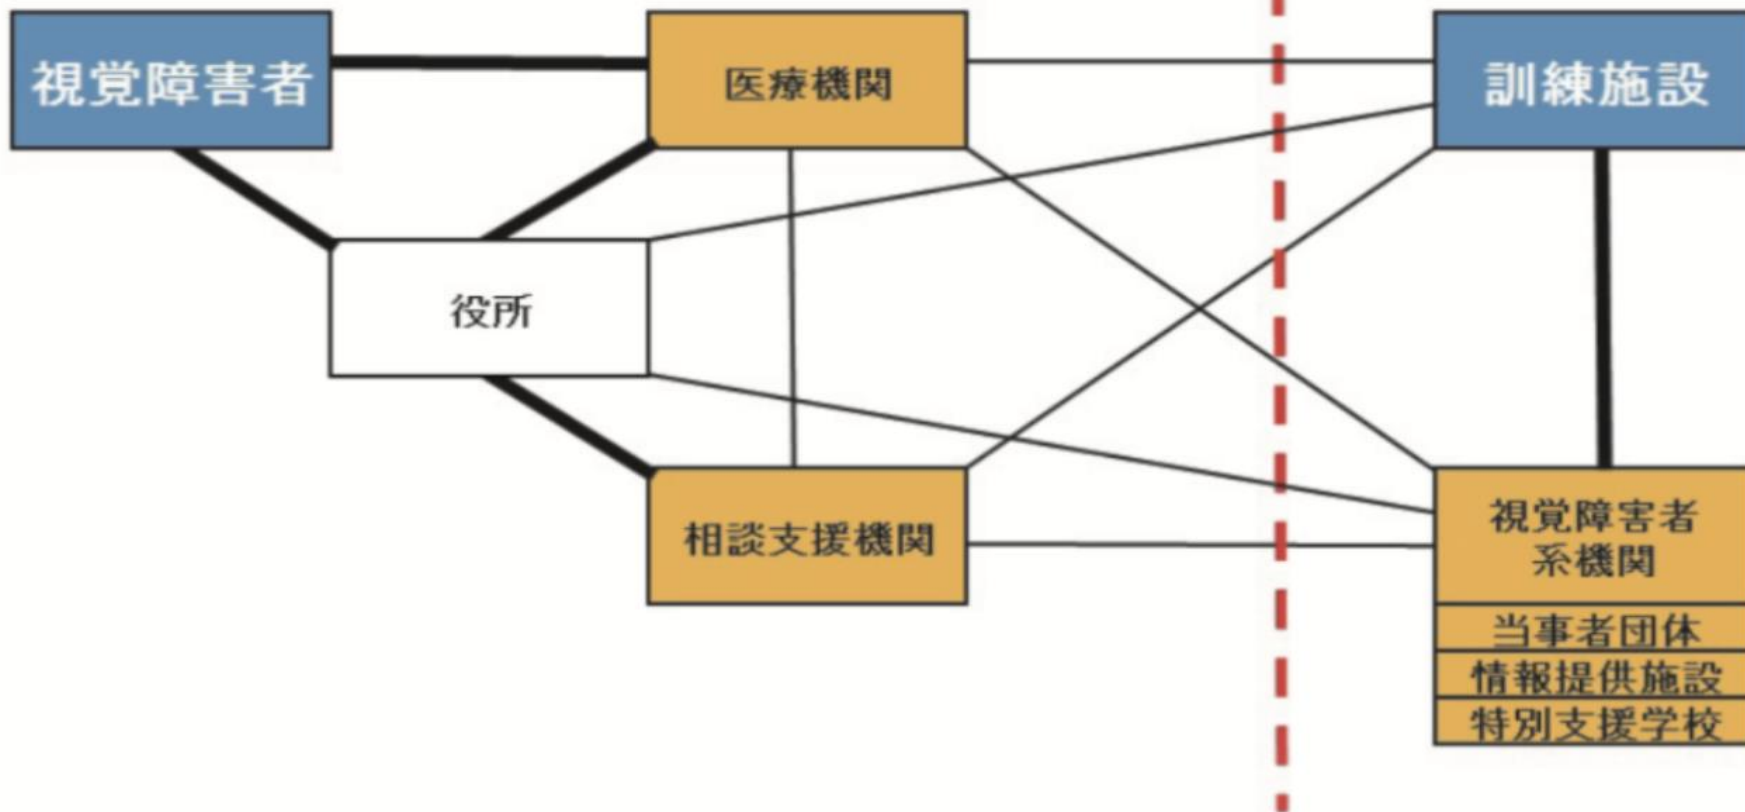 視覚障害者
医療機関
訓練施設
役所
相談支援機関
視覚障害者
系機関
当事者団体
情報提供施設
特別支援学校